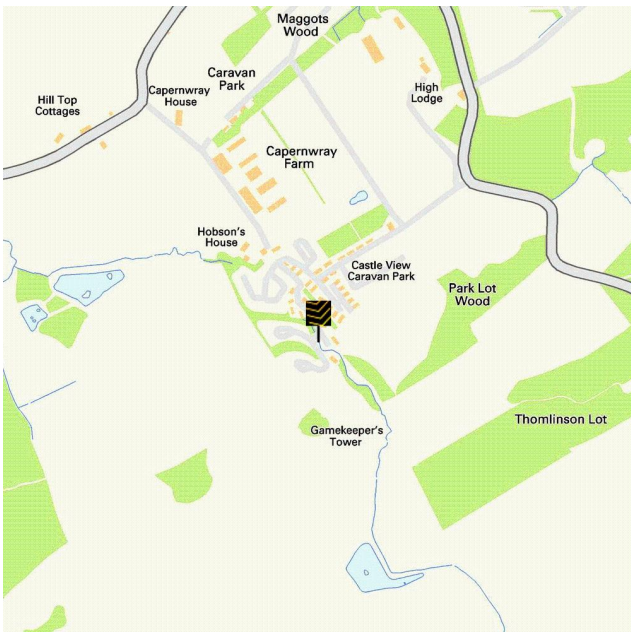 Maggots
Wood
Caravan
Park
Capernwray
House
Hill Top
Cottages
High
Lodge
Capernwray
Farm
Hobson's
House
Castle View
Caravan Park
Park Lot
Wood
Thomlinson Lot
Gamekeeper's
Tower